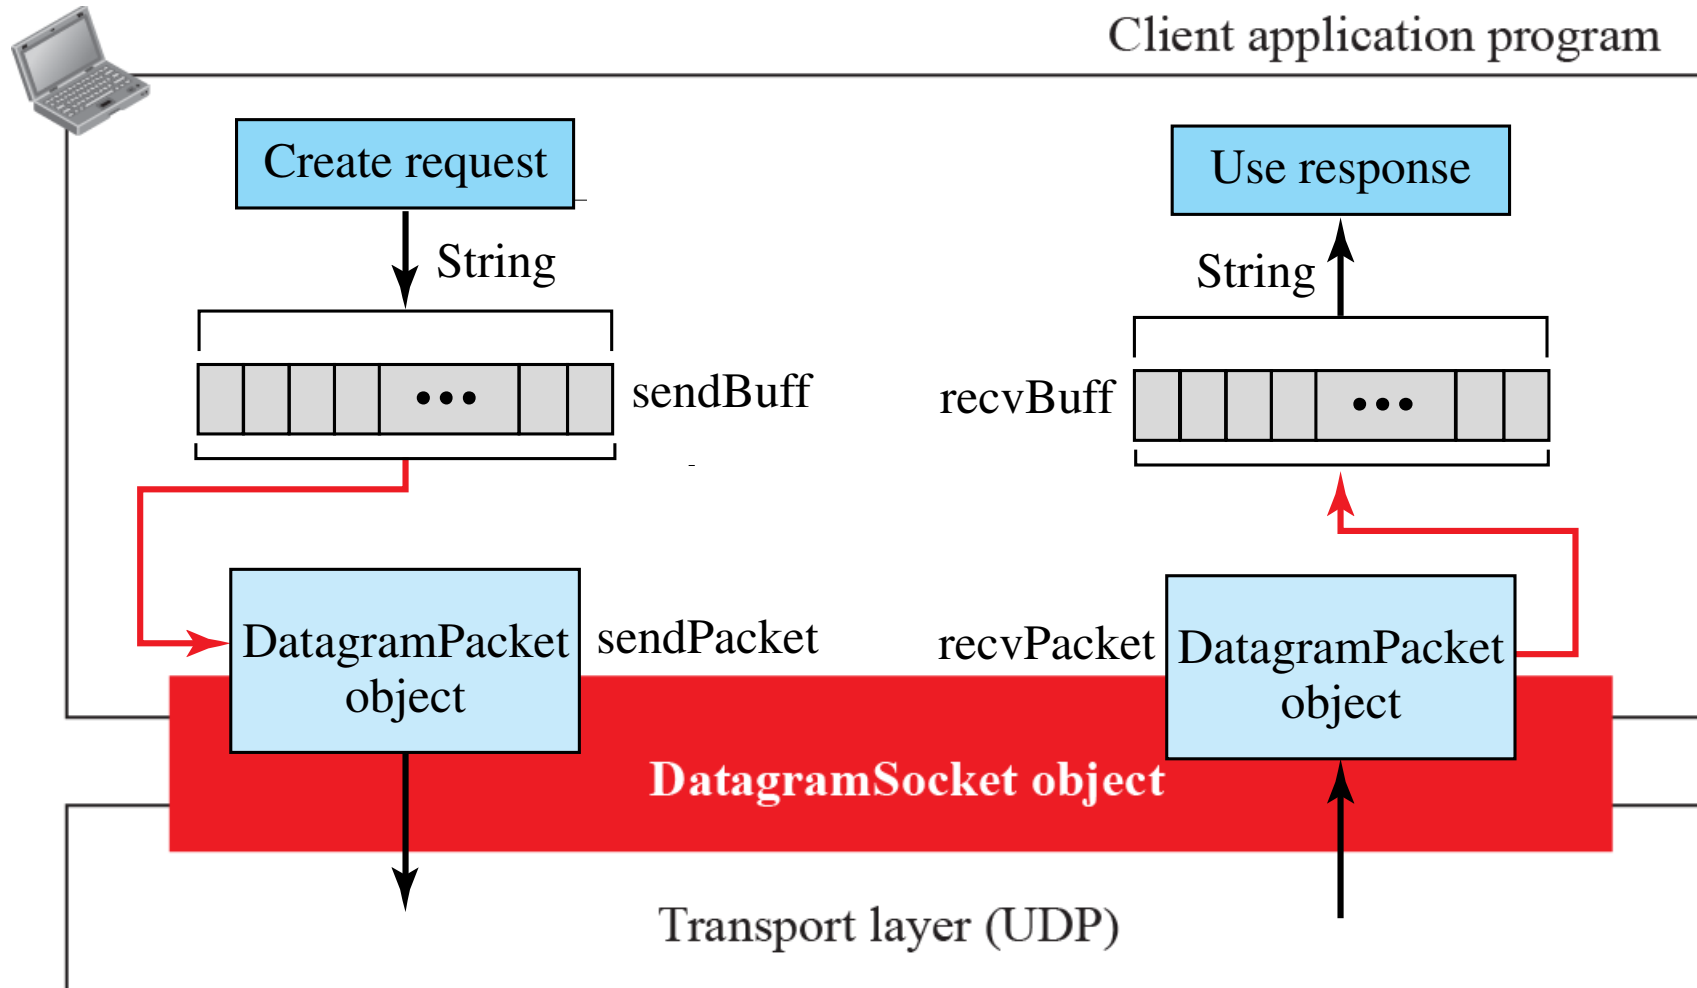 Client application program
Create request
Use response
String
String
sendBuff
recvBuff
DatagramPacket
object
sendPacket
recvPacket
DatagramPacket
object
DatagramSocket object
Transport layer (UDP)